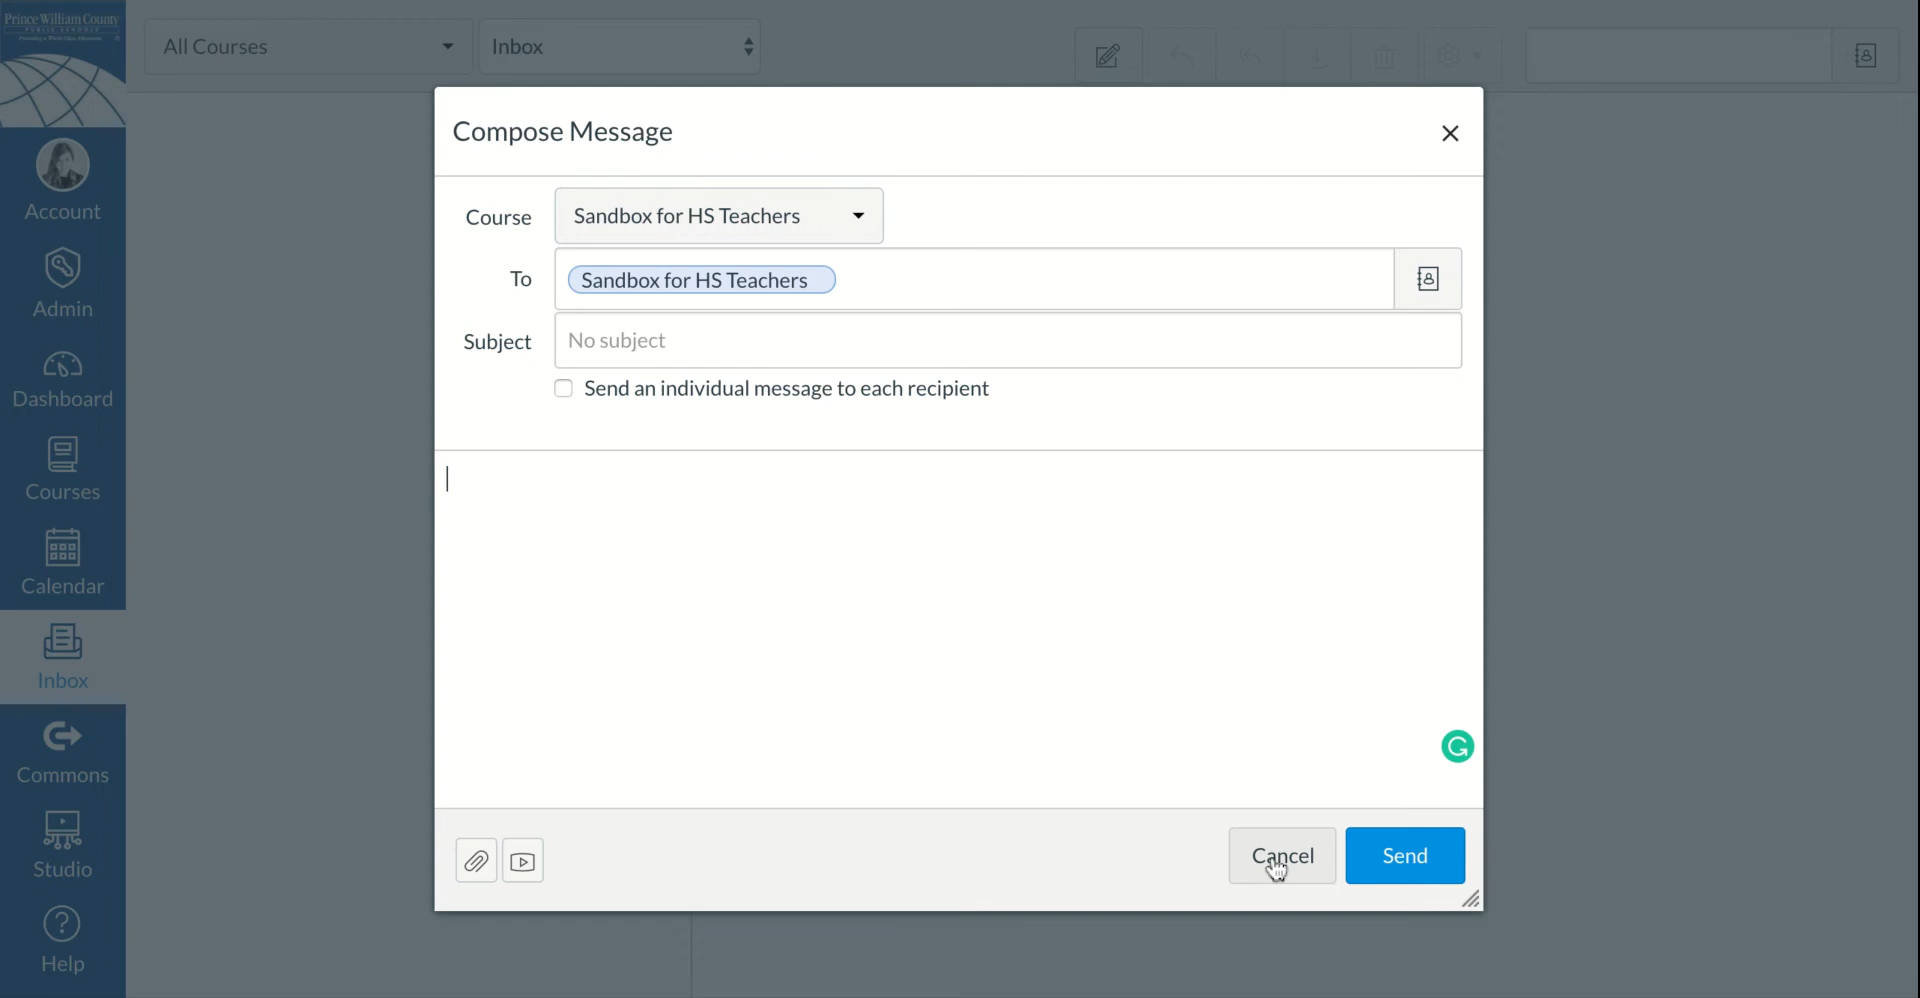 Prince William County
PUBLIC SCHOOLS
All Courses
Inbox
Compose Message
Course
Sandbox for HS Teachers
To
Sandbox for HS Teachers
Subject
No subject
Send an individual message to each recipient
Cancel
Send
Account
Admin
Dashboard
Courses
Calendar
Inbox
Commons
Studio
Help